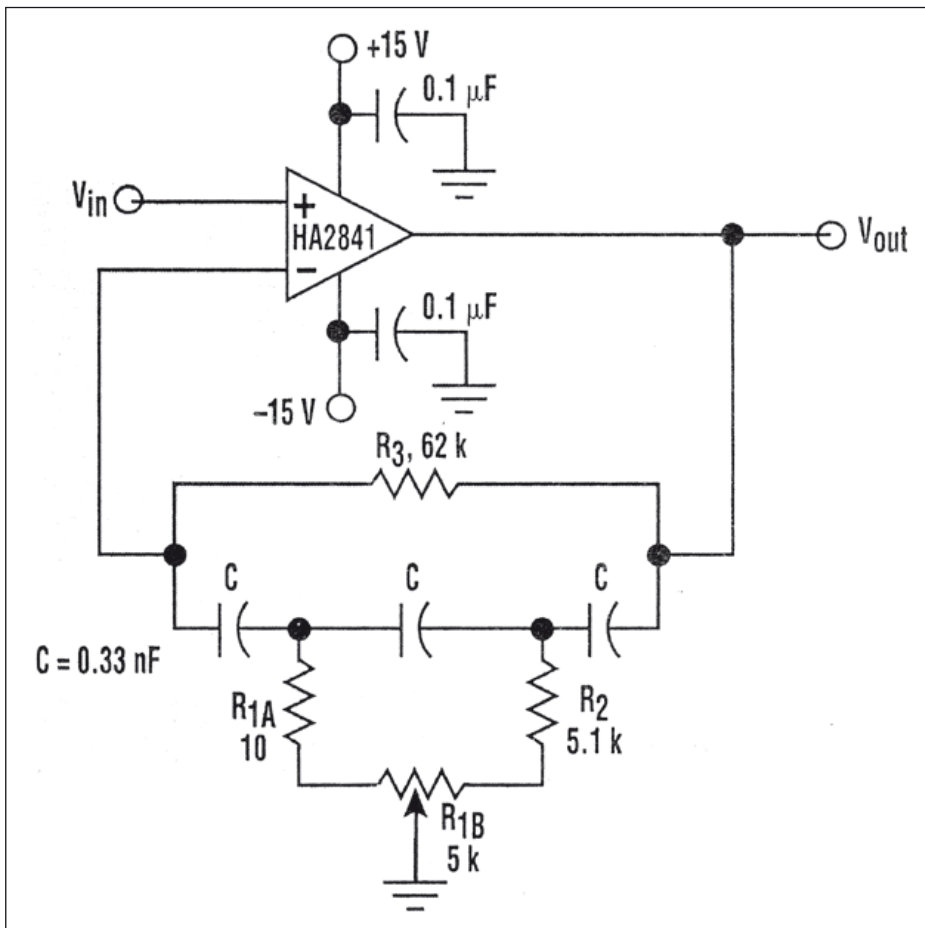 +15 V
0.1 μF
Vin
+
HA2841
−
Vout
0.1 μF
–15 V
R3, 62 k
C
C
C
C = 0.33 nF
R1A
10
R2
5.1 k
R1B
5 k